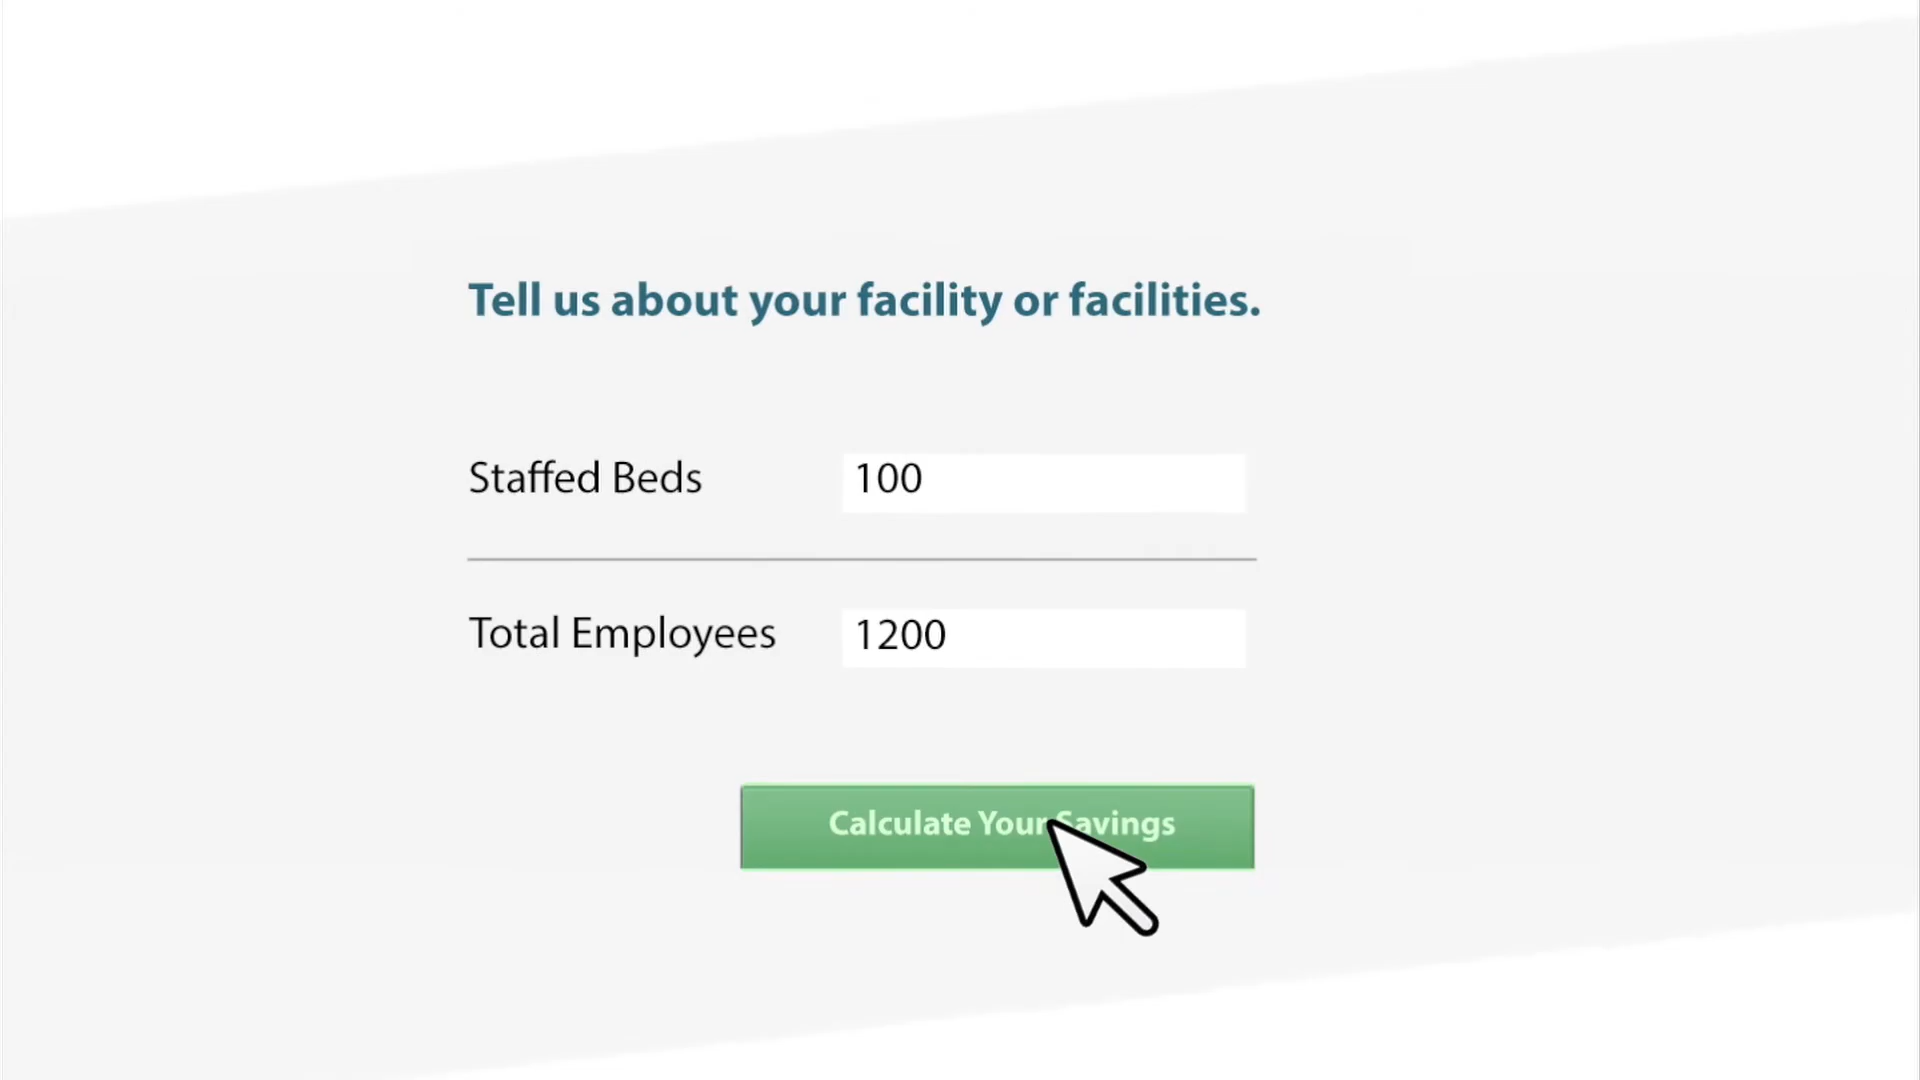 Tell us about your facility or facilities.
Staffed Beds 100
Total Employees 1200
Calculate Your Savings